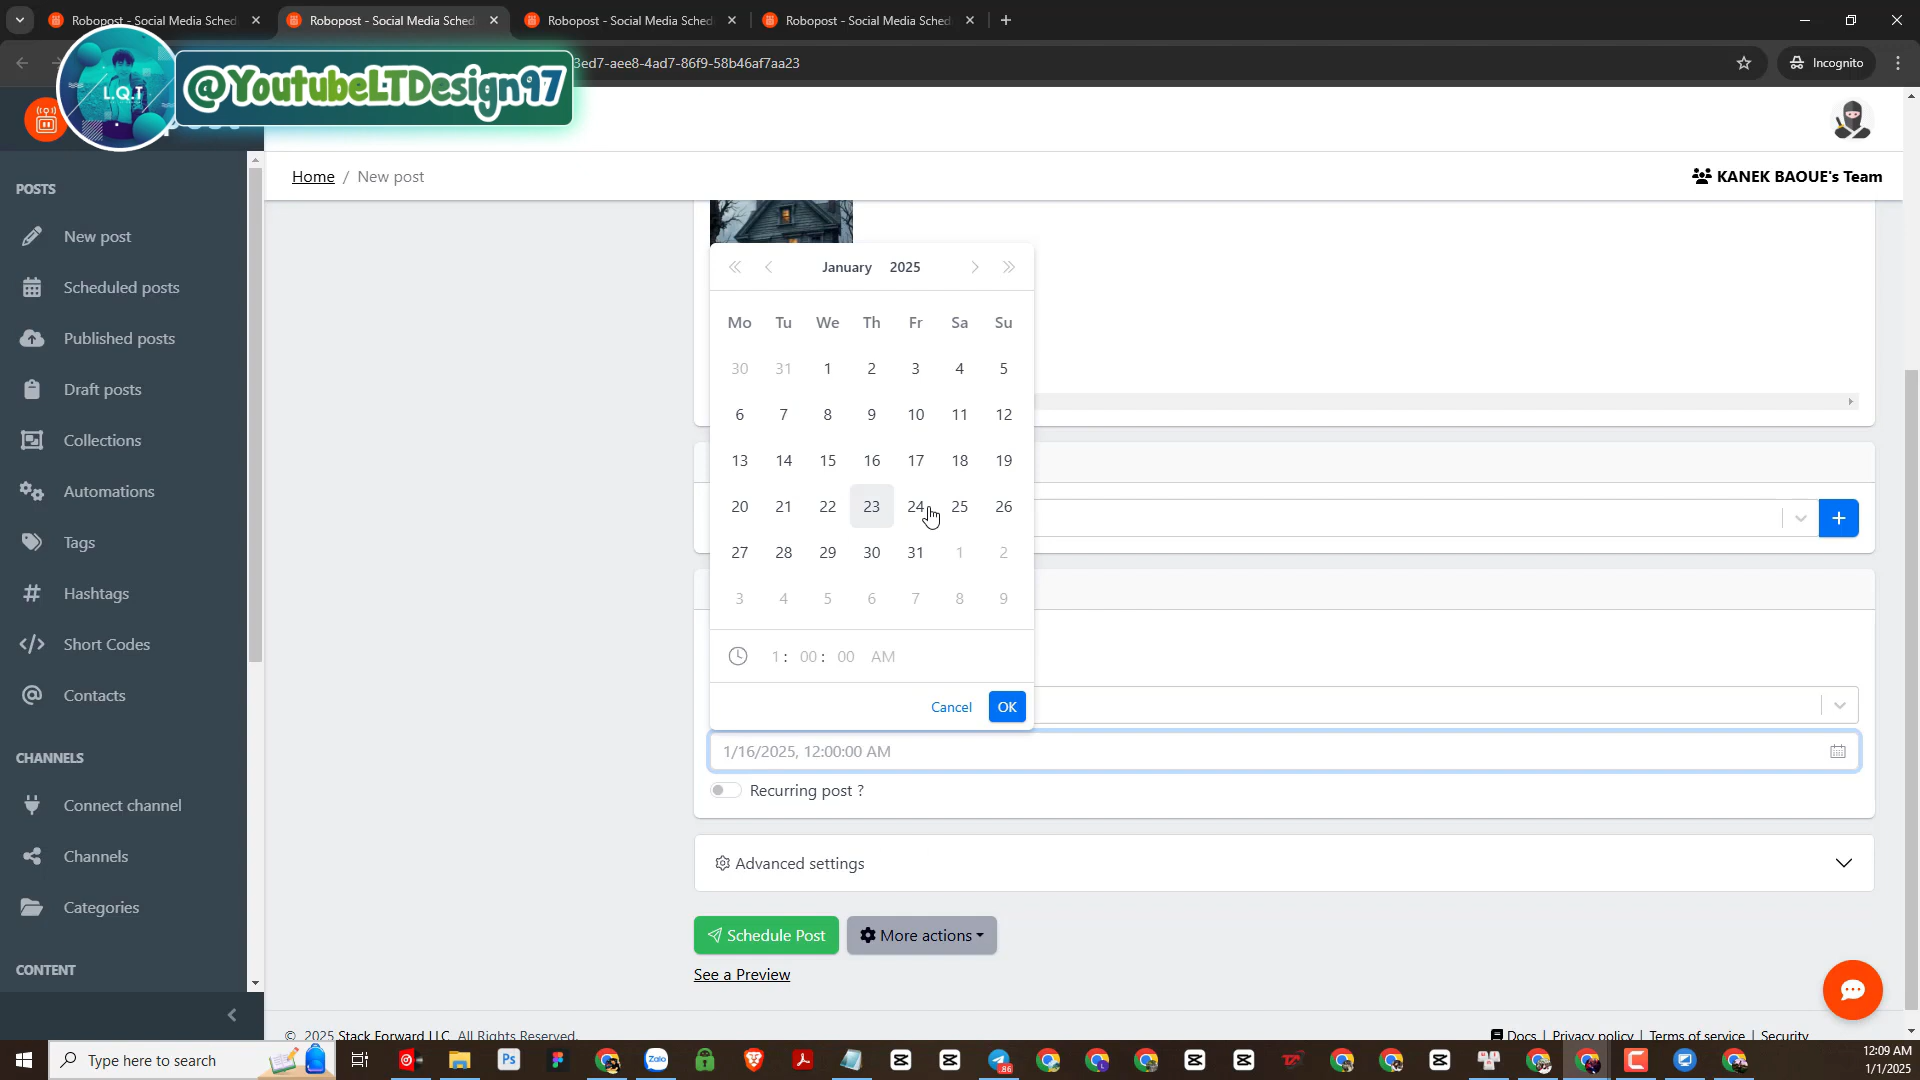 Robopost - Social Media Sched
Robopost - Social Media Sched
Robopost - Social Media Sched
Robopost - Social Media Sched
3ed7-aee8-4ad7-86f9-58b46af7aa23
Incognito
L.Q.T
@YoutubeLTDesign97
Home / New post
KANEK BAOUE's Team
POSTS
New post
Scheduled posts
Published posts
Draft posts
Collections
Automations
Tags
Hashtags
Short Codes
Contacts
CHANNELS
Connect channel
Channels
Categories
CONTENT
January 2025
Mo Tu We Th Fr Sa Su
30 31 1 2 3 4 5
6 7 8 9 10 11 12
13 14 15 16 17 18 19
20 21 22 23 24 25 26
27 28 29 30 31 1 2
3 4 5 6 7 8 9
1: 00: 00 AM
Cancel OK
1/16/2025, 12:00:00 AM
Recurring post ?
Advanced settings
Schedule Post
More actions
See a Preview
© 2025 Stack Forward LLC. All Rights Reserved.
Docs | Privacy policy | Terms of service | Security
Type here to search
Ps
Zalo
86
12:09 AM
1/1/2025